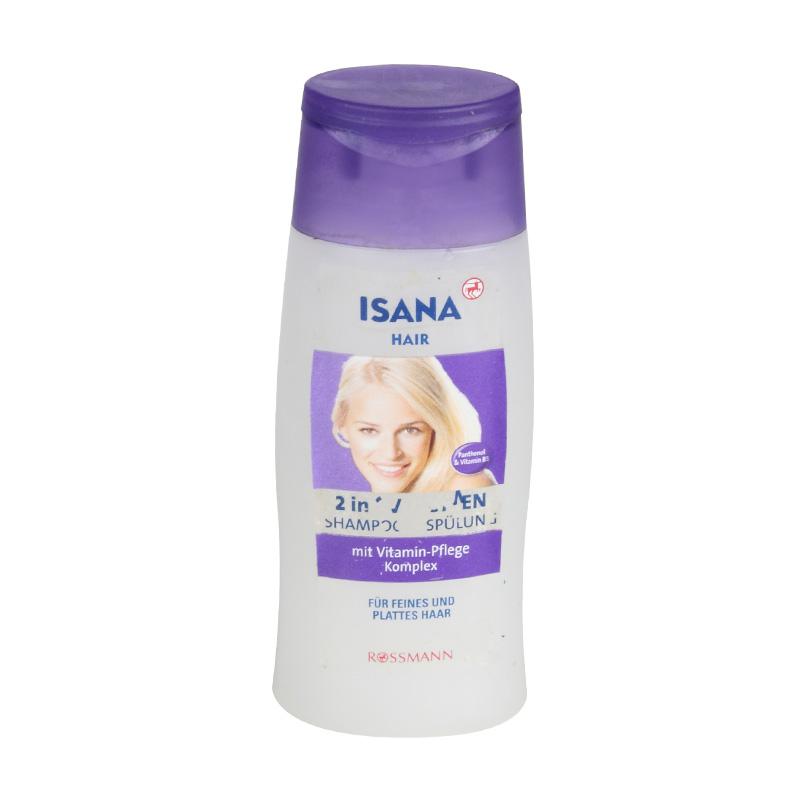 ISANA
HAIR
Panthenol
& Vitamin B5
2 in 1
SHAMPOO SPÜLUNG
mit Vitamin-Pflege
Komplex
FÜR FEINES UND
PLATTES HAAR
ROSSMANN